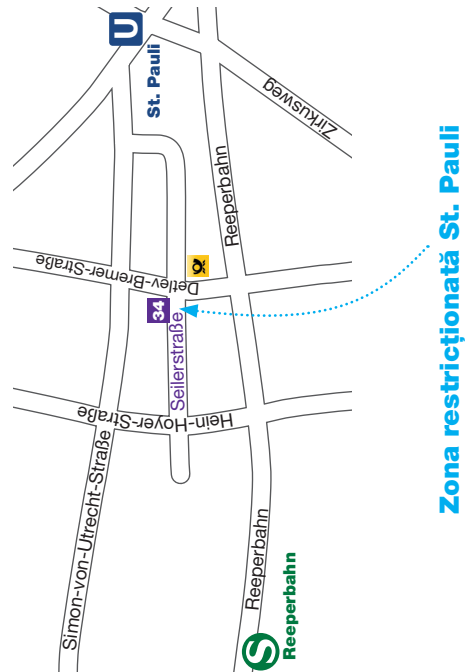 U
St. Pauli
Zirkusweg
Reeperbahn
Detlev-Bremer-Straße
34
Seilerstraße
Hein-Hoyer-Straße
Simon-von-Utrecht-Straße
Reeperbahn
S
Reeperbahn
Zona restricționată St. Pauli